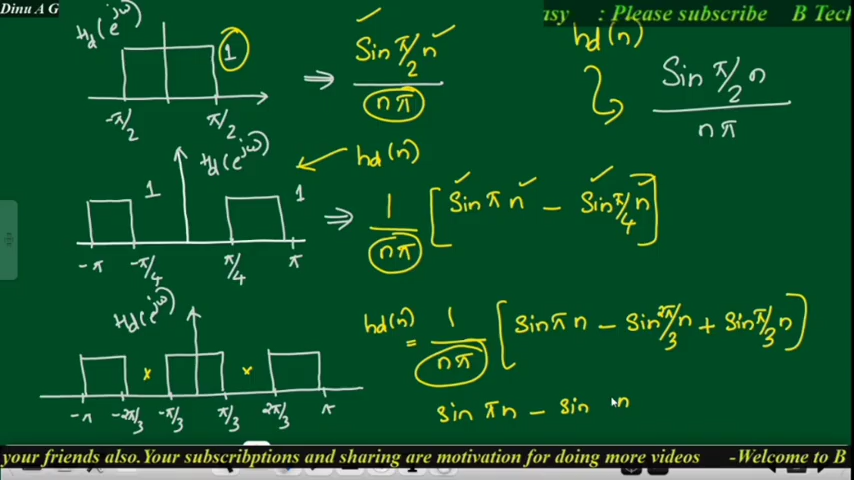 Dinu A G
asy : Please subscribe B Tech
Hd(e^jω)
1
-π/2 π/2
⇒ Sin π/2 n / nπ
hd(n)
Sin π/2 n / nπ
Hd(e^jω)
hd(n)
1 1
-π -π/4 π/4 π
⇒ 1/nπ [Sin π n - Sin π/4 n]
Hd(e^jω)
-π -2π/3 -π/3 π/3 2π/3 π
hd(n) = 1/nπ [sin π n - sin 2π/3 n + sin π/3 n]
sin πn - sin n
your friends also.Your subscribptions and sharing are motivation for doing more videos -Welcome to B